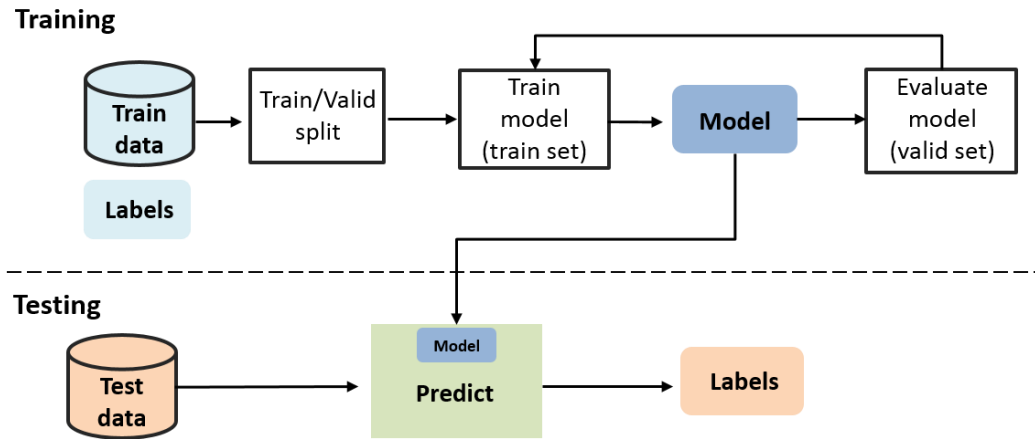 Training
Train
data
Labels
Train/Valid
split
Train
model
(train set)
Model
Evaluate
model
(valid set)
Testing
Test
data
Model
Predict
Labels